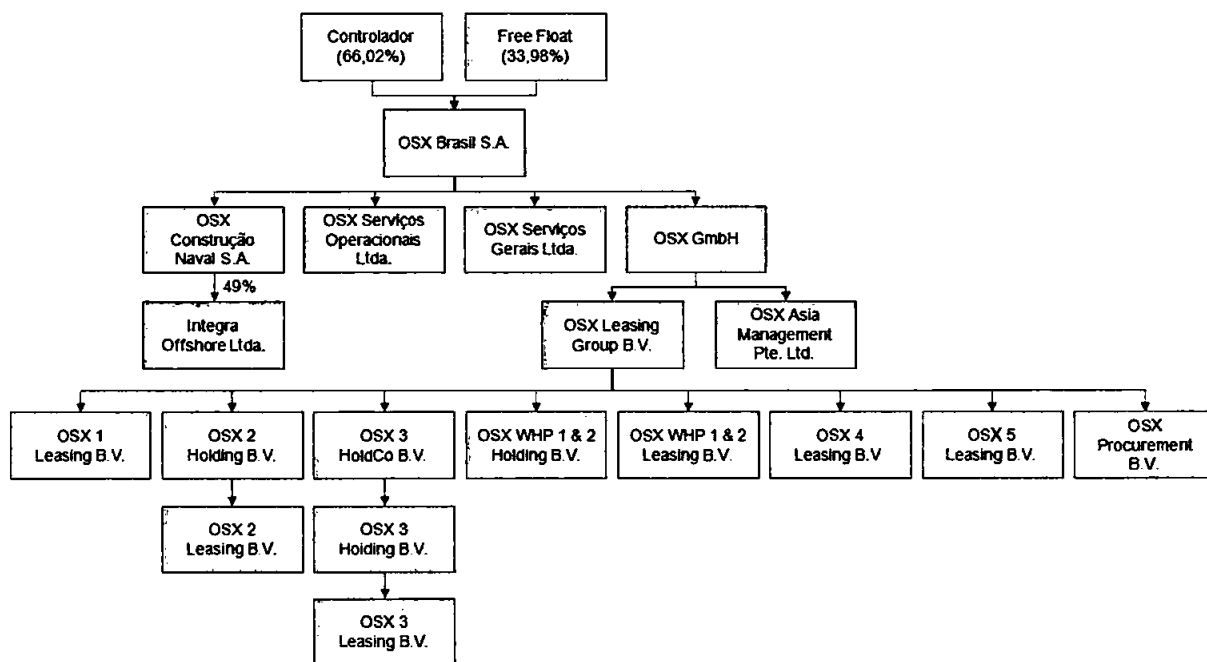 Controlador
(66,02%)
Free Float
(33,98%)
OSX Brasil S.A.
OSX
Construção
Naval S.A.
OSX Serviços
Operacionais
Ltda.
OSX Serviços
Gerais Ltda.
OSX GmbH
49%
Integra
Offshore Ltda.
OSX Leasing
Group B.V.
OSX Asia
Management
Pte. Ltd.
OSX 1
Leasing B.V.
OSX 2
Holding B.V.
OSX 3
HoldCo B.V.
OSX WHP 1 & 2
Holding B.V.
OSX WHP 1 & 2
Leasing B.V.
OSX 4
Leasing B.V
OSX 5
Leasing B.V.
OSX
Procurement
B.V.
OSX 2
Leasing B.V.
OSX 3
Holding B.V.
OSX 3
Leasing B.V.